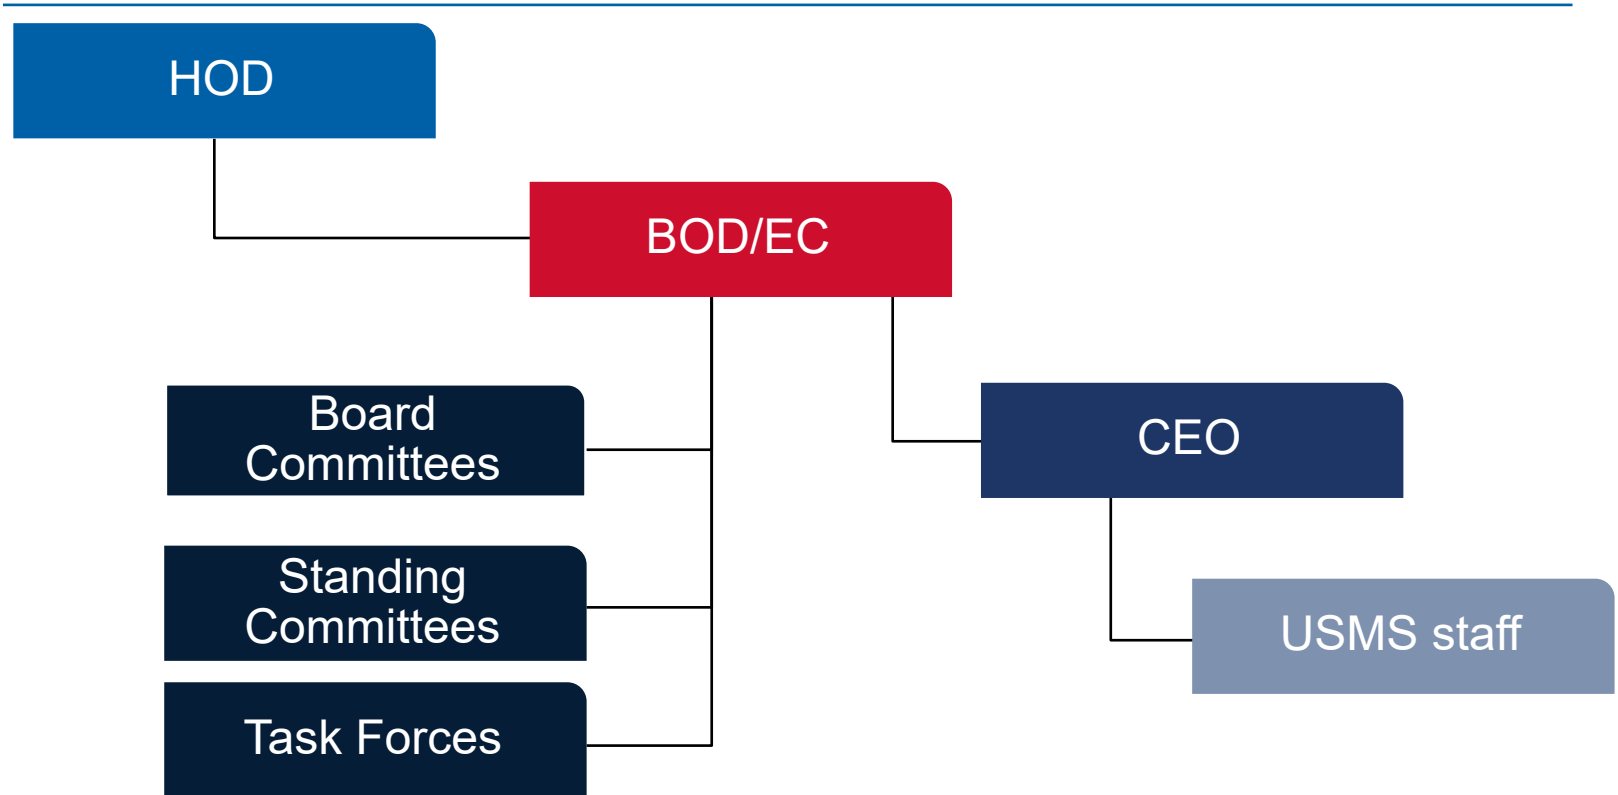 HOD
BOD/EC
Board
Committees
CEO
Standing
Committees
USMS staff
Task Forces